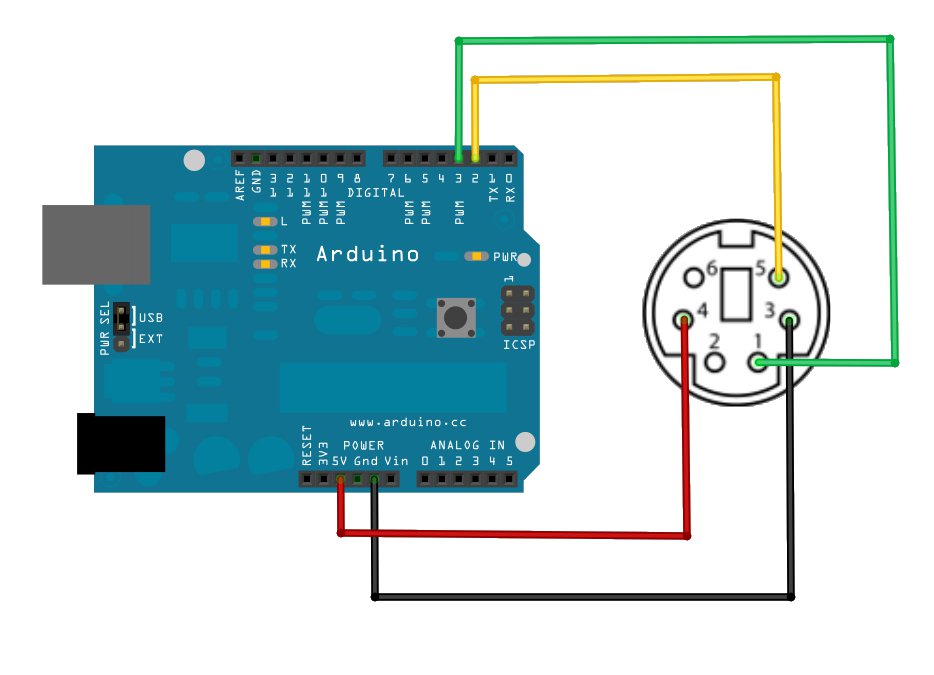 AREF
GND
13
12
11 PWM
10 PWM
9 PWM
8
7
6 PWM
5 PWM
4
3 PWM
2
TX 1
RX 0
DIGITAL
L
TX
RX
Arduino
PWR
1
ICSP
PWR SEL
USB
EXT
www.arduino.cc
RESET
3V3
POWER
5V Gnd Vin
ANALOG IN
0 1 2 3 4 5
6 5
4 3
2 1